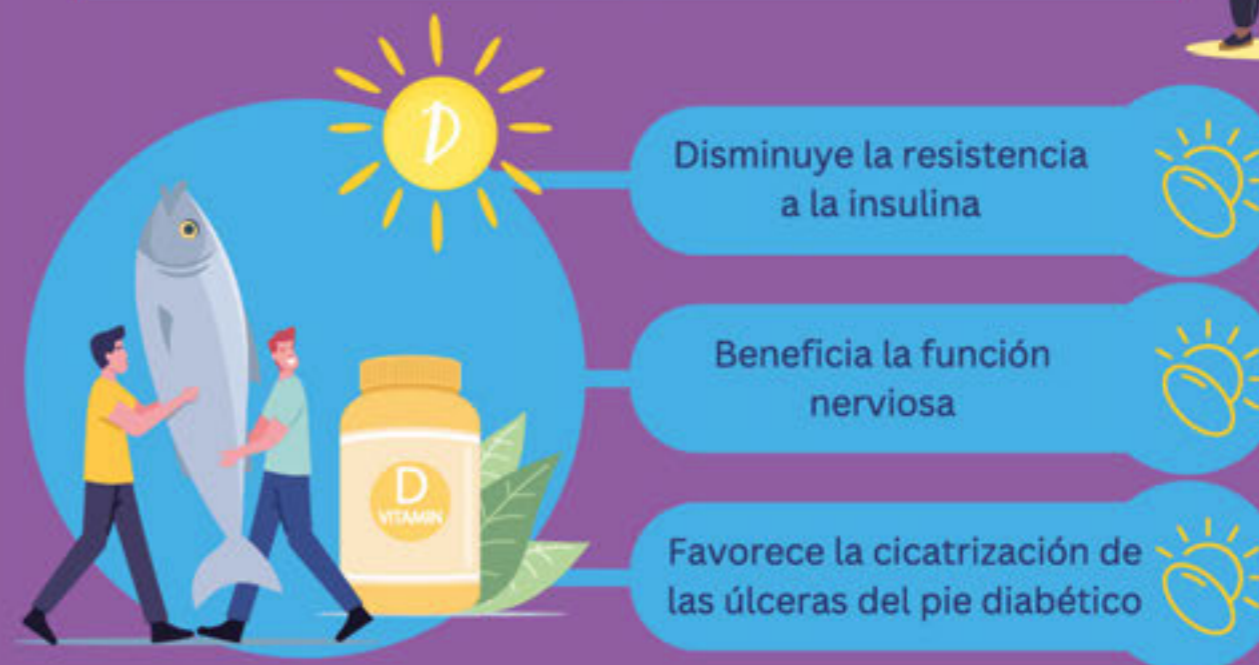 D
Disminuye la resistencia
a la insulina
Beneficia la función
nerviosa
D
VITAMIN
Favorece la cicatrización de
las úlceras del pie diabético